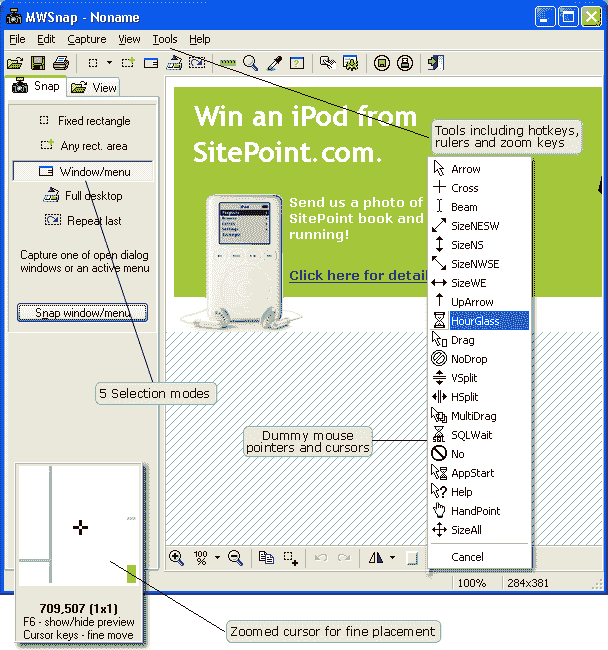 MWSnap - Noname
File Edit Capture View Tools Help
Snap View
Fixed rectangle
Any rect. area
Window/menu
Full desktop
Repeat last
Capture one of open dialog
windows or an active menu
Snap window/menu
5 Selection modes
Win an iPod from
SitePoint.com.
Send us a photo of
SitePoint book and
running!
Click here for detail
Tools including hotkeys,
rulers and zoom keys
Arrow
Cross
Beam
SizeNESW
SizeNS
SizeNWSE
SizeWE
UpArrow
HourGlass
Drag
NoDrop
VSplit
HSplit
MultiDrag
SQLWait
No
AppStart
Help
HandPoint
SizeAll
Cancel
Dummy mouse
pointers and cursors
100%
%
100% 284x381
709,507 (1x1)
F6 - show/hide preview
Cursor keys - fine move
Zoomed cursor for fine placement